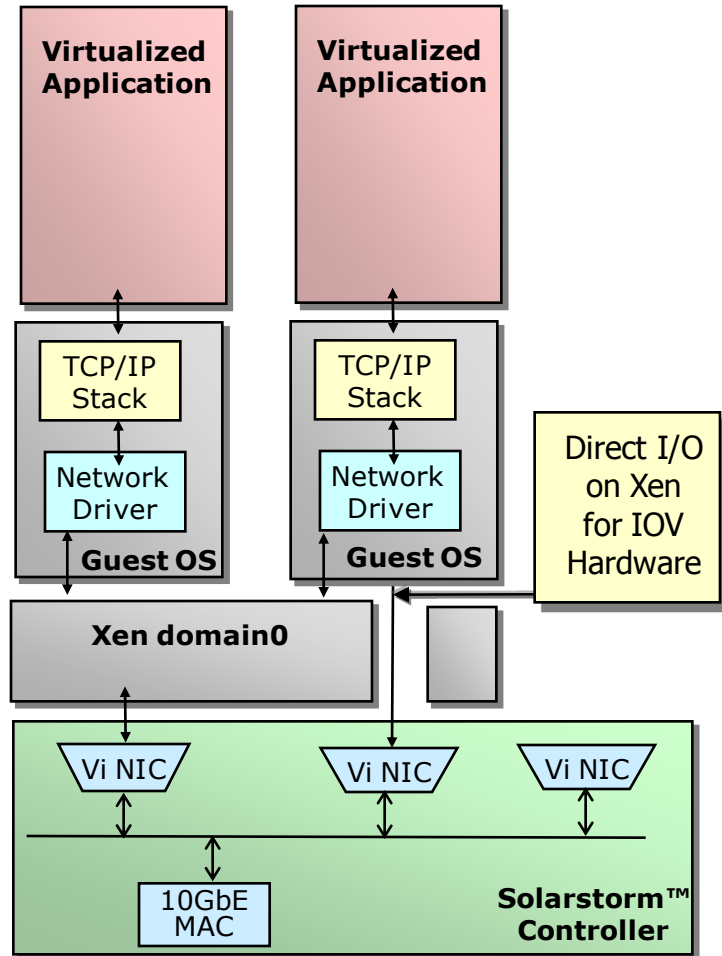 Virtualized
Application
Virtualized
Application
TCP/IP
Stack
TCP/IP
Stack
Direct I/O
on Xen
for IOV
Hardware
Network
Driver
Network
Driver
Guest OS
Guest OS
Xen domain0
Vi NIC
Vi NIC
Vi NIC
10GbE
MAC
Solarstorm™
Controller